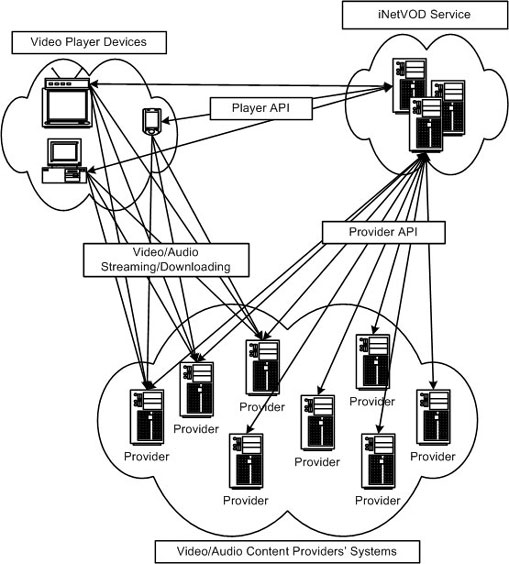 iNetVOD Service
Video Player Devices
Player API
Provider API
Video/Audio
Streaming/Downloading
Provider
Provider
Provider
Provider
Provider
Provider
Provider
Provider
Video/Audio Content Providers' Systems